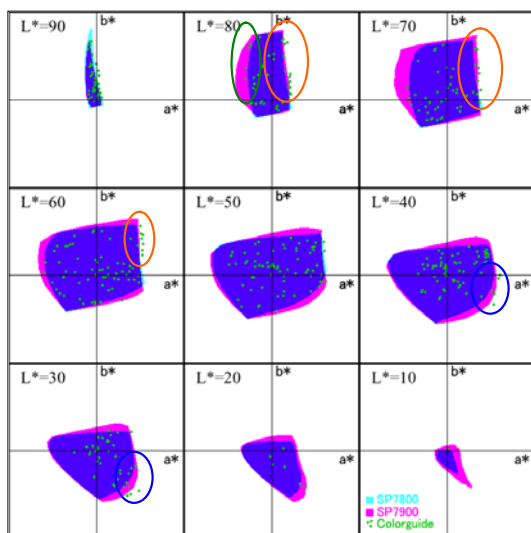 L*=90 b*
a*
L*=80 b*
a*
L*=70 b*
a*
L*=60 b*
a*
L*=50 b*
a*
L*=40 b*
a*
L*=30 b*
a*
L*=20 b*
a*
L*=10 b*
a*
SP7800
SP7900
Colorguide